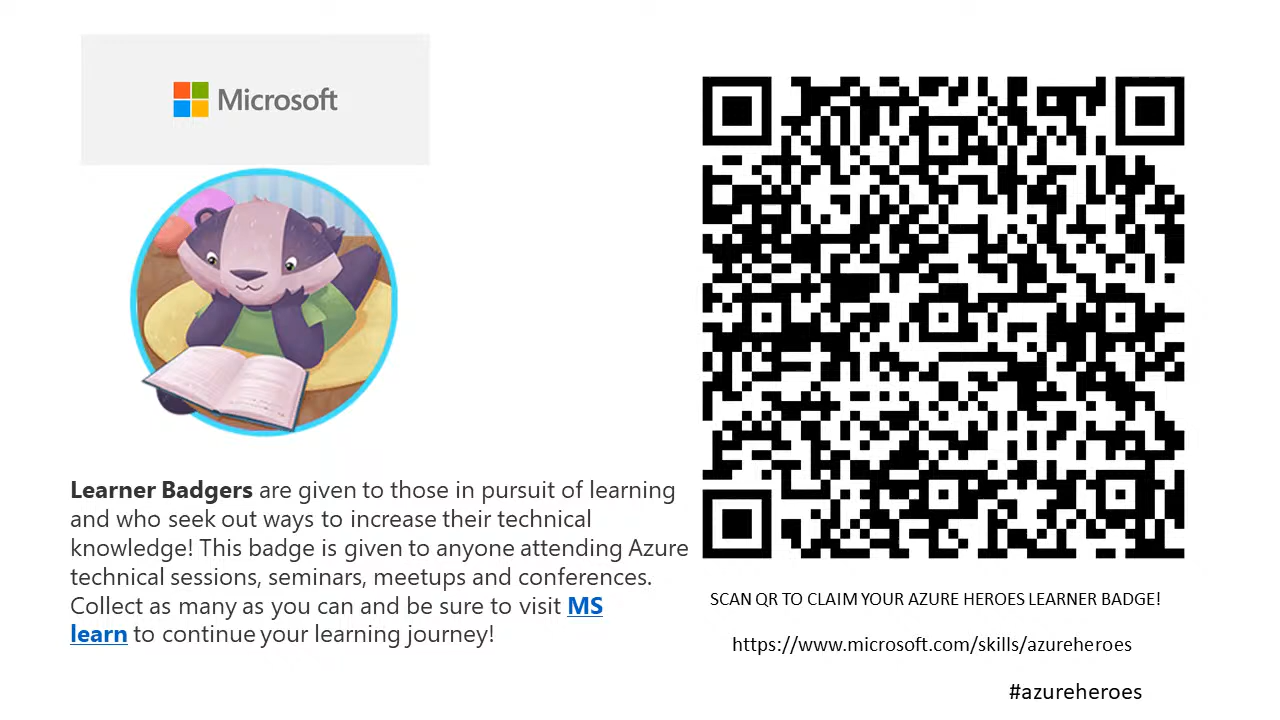 Microsoft
Learner Badgers are given to those in pursuit of learning
and who seek out ways to increase their technical
knowledge! This badge is given to anyone attending Azure
technical sessions, seminars, meetups and conferences.
Collect as many as you can and be sure to visit MS
learn to continue your learning journey!
SCAN QR TO CLAIM YOUR AZURE HEROES LEARNER BADGE!
https://www.microsoft.com/skills/azureheroes
#azureheroes